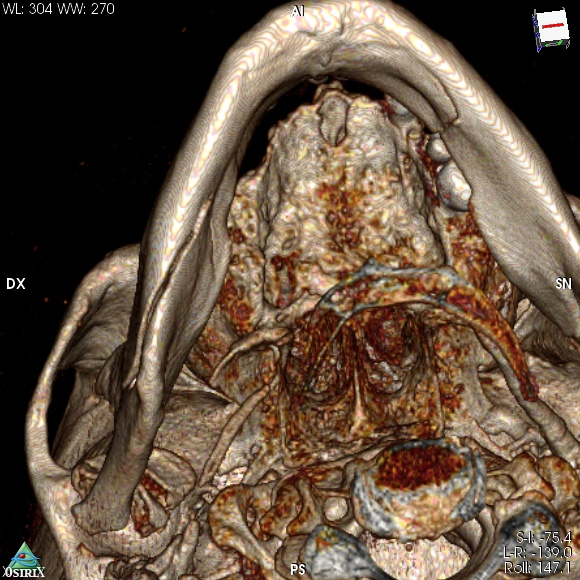 WL: 304 WW: 270
AI
DX
SN
S-I: -75.4
L-R: -139.0
PS
Roll: 147.1
OSIRIX